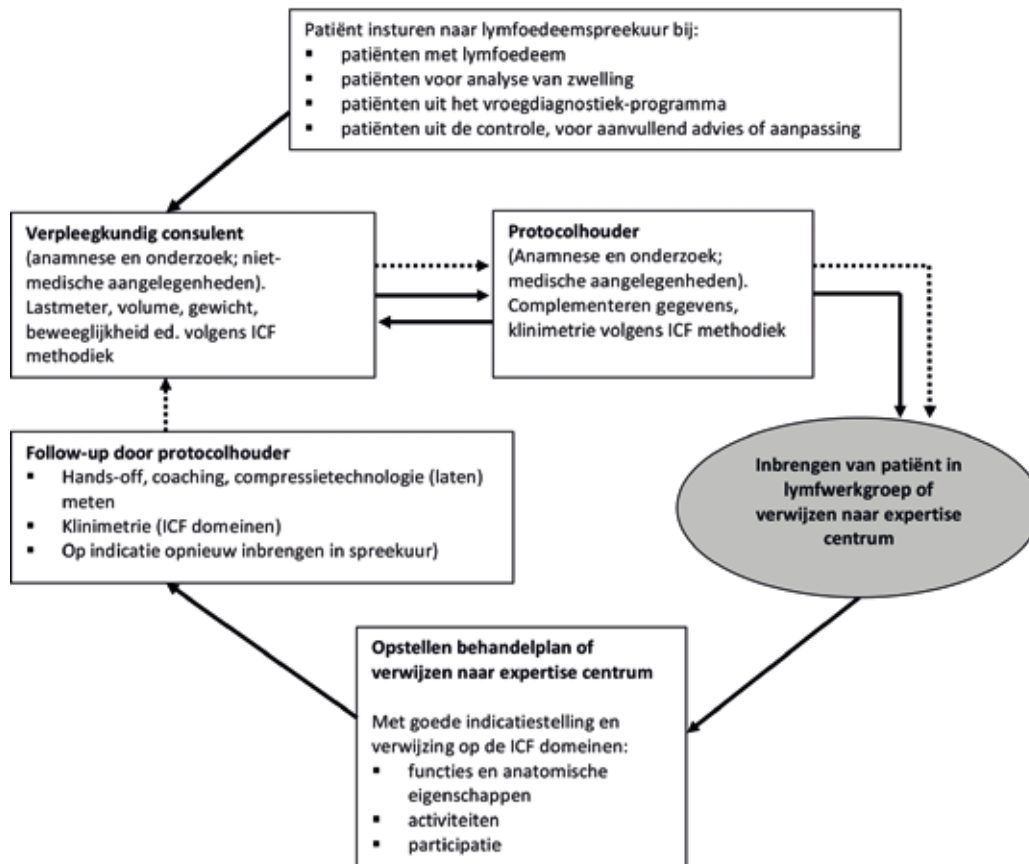 Patiënt insturen naar lymfoedeemspreekuur bij:
▪ patiënten met lymfoedeem
▪ patiënten voor analyse van zwelling
▪ patiënten uit het vroegdiagnostiek-programma
▪ patiënten uit de controle, voor aanvullend advies of aanpassing
Verpleegkundig consulent
(anamnese en onderzoek; niet-
medische aangelegenheden).
Lastmeter, volume, gewicht,
beweeglijkheid ed. volgens ICF
methodiek
Protocolhouder
(Anamnese en onderzoek;
medische aangelegenheden).
Complementeren gegevens,
klinimetrie volgens ICF methodiek
Follow-up door protocolhouder
▪ Hands-off, coaching, compressietechnologie (laten)
meten
▪ Klinimetrie (ICF domeinen)
▪ Op indicatie opnieuw inbrengen in spreekuur)
Inbrengen van patiënt in
lymfwerkgroep of
verwijzen naar expertise
centrum
Opstellen behandelplan of
verwijzen naar expertise centrum
Met goede indicatiestelling en
verwijzing op de ICF domeinen:
▪ functies en anatomische
eigenschappen
▪ activiteiten
▪ participatie